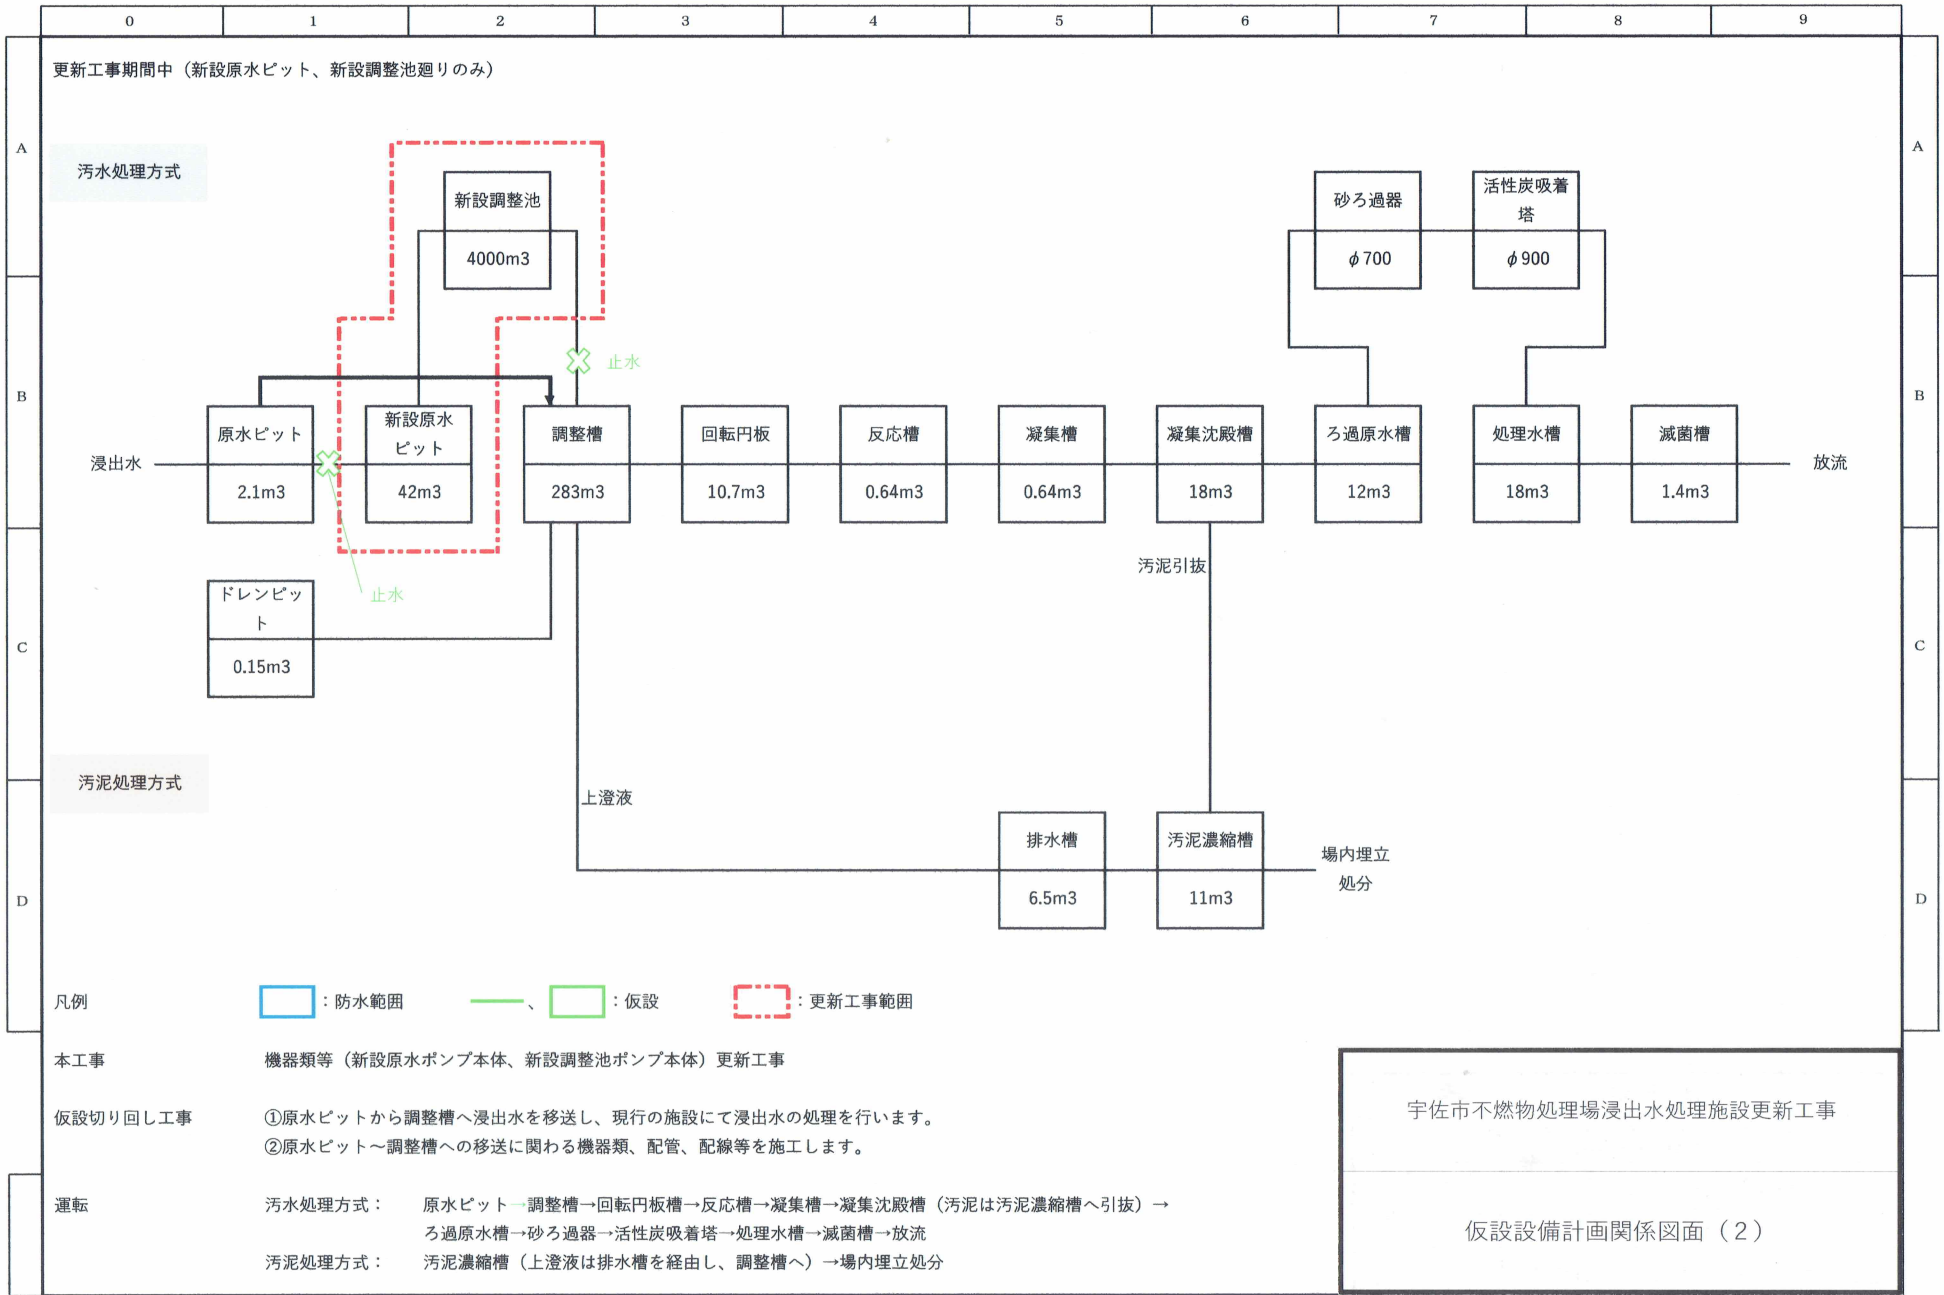 0 1 2 3 4 5 6 7 8 9
更新工事期間中（新設原水ピット、新設調整池廻りのみ）
A
A
汚水処理方式
新設調整池
4000m3
砂ろ過器
φ700
活性炭吸着
塔
φ900
止水
B
B
浸出水
原水ピット
2.1m3
新設原水
ピット
42m3
調整槽
283m3
回転円板
10.7m3
反応槽
0.64m3
凝集槽
0.64m3
凝集沈殿槽
18m3
ろ過原水槽
12m3
処理水槽
18m3
滅菌槽
1.4m3
放流
汚泥引抜
止水
ドレンピッ
ト
0.15m3
C
C
汚泥処理方式
上澄液
排水槽
6.5m3
汚泥濃縮槽
11m3
場内埋立
処分
D
D
凡例 ：防水範囲 、 ：仮設 ：更新工事範囲
本工事 機器類等（新設原水ポンプ本体、新設調整池ポンプ本体）更新工事
仮設切り回し工事 ①原水ピットから調整槽へ浸出水を移送し、現行の施設にて浸出水の処理を行います。
②原水ピット～調整槽への移送に関わる機器類、配管、配線等を施工します。
運転 汚水処理方式： 原水ピット→調整槽→回転円板槽→反応槽→凝集槽→凝集沈殿槽（汚泥は汚泥濃縮槽へ引抜）→
ろ過原水槽→砂ろ過器→活性炭吸着塔→処理水槽→滅菌槽→放流
汚泥処理方式： 汚泥濃縮槽（上澄液は排水槽を経由し、調整槽へ）→場内埋立処分
宇佐市不燃物処理場浸出水処理施設更新工事
仮設設備計画関係図面（２）